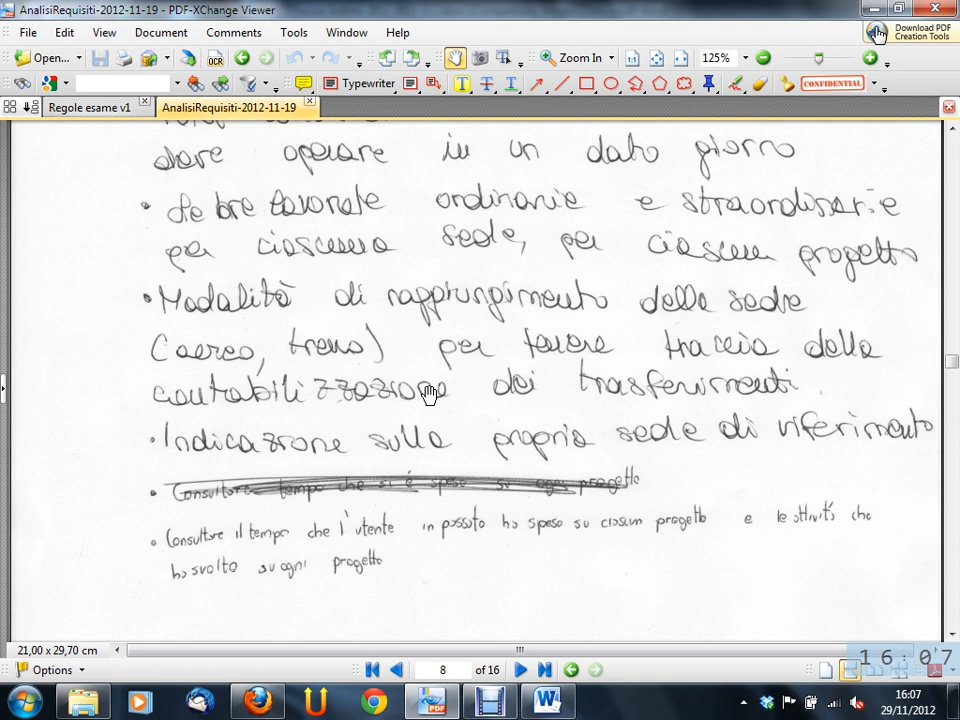 AnalisiRequisiti-2012-11-19 - PDF-XChange Viewer
File Edit View Document Comments Tools Window Help
Download PDF Creation Tools
Open... OCR Zoom In 125%
Typewriter CONFIDENTIAL
Regole esame v1 AnalisiRequisiti-2012-11-19
dove operare in un dato giorno
• Le ore lavorate ordinarie e straordinarie
per ciascuna sede, per ciascun progetto
• Modalità di raggiungimento delle sede
(aereo, treno) per tenere traccia della
contabilizzazione dei trasferimenti.
• Indicazione sulla propria sede di riferimento
• Consultare tempo che si è speso su ogni progetto
• Consultare il tempo che l'utente in passato ha speso su ciascun progetto e le attività che
ha svolto su ogni progetto
21,00 x 29,70 cm
Options 8 of 16
16:07
16:07
29/11/2012